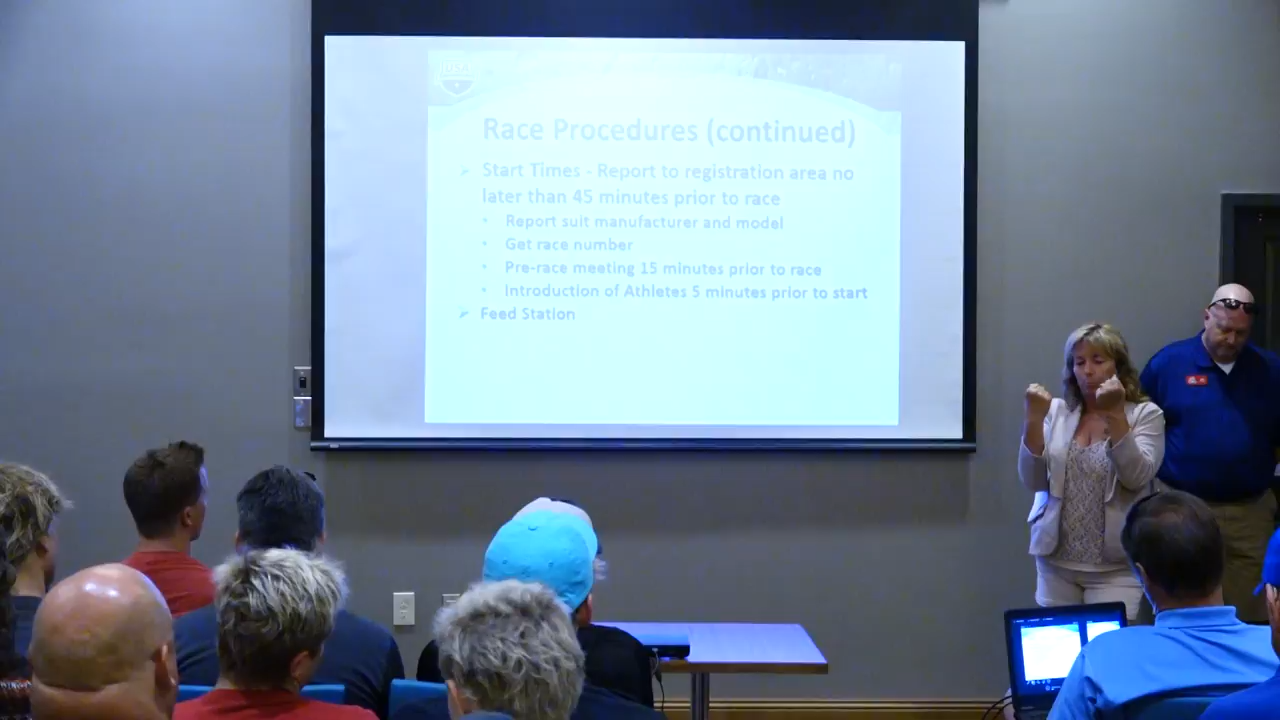 USA
Race Procedures (continued)
Start Times - Report to registration area no
later than 45 minutes prior to race
Report suit manufacturer and model
Get race number
Pre-race meeting 15 minutes prior to race
Introduction of Athletes 5 minutes prior to start
Feed Station